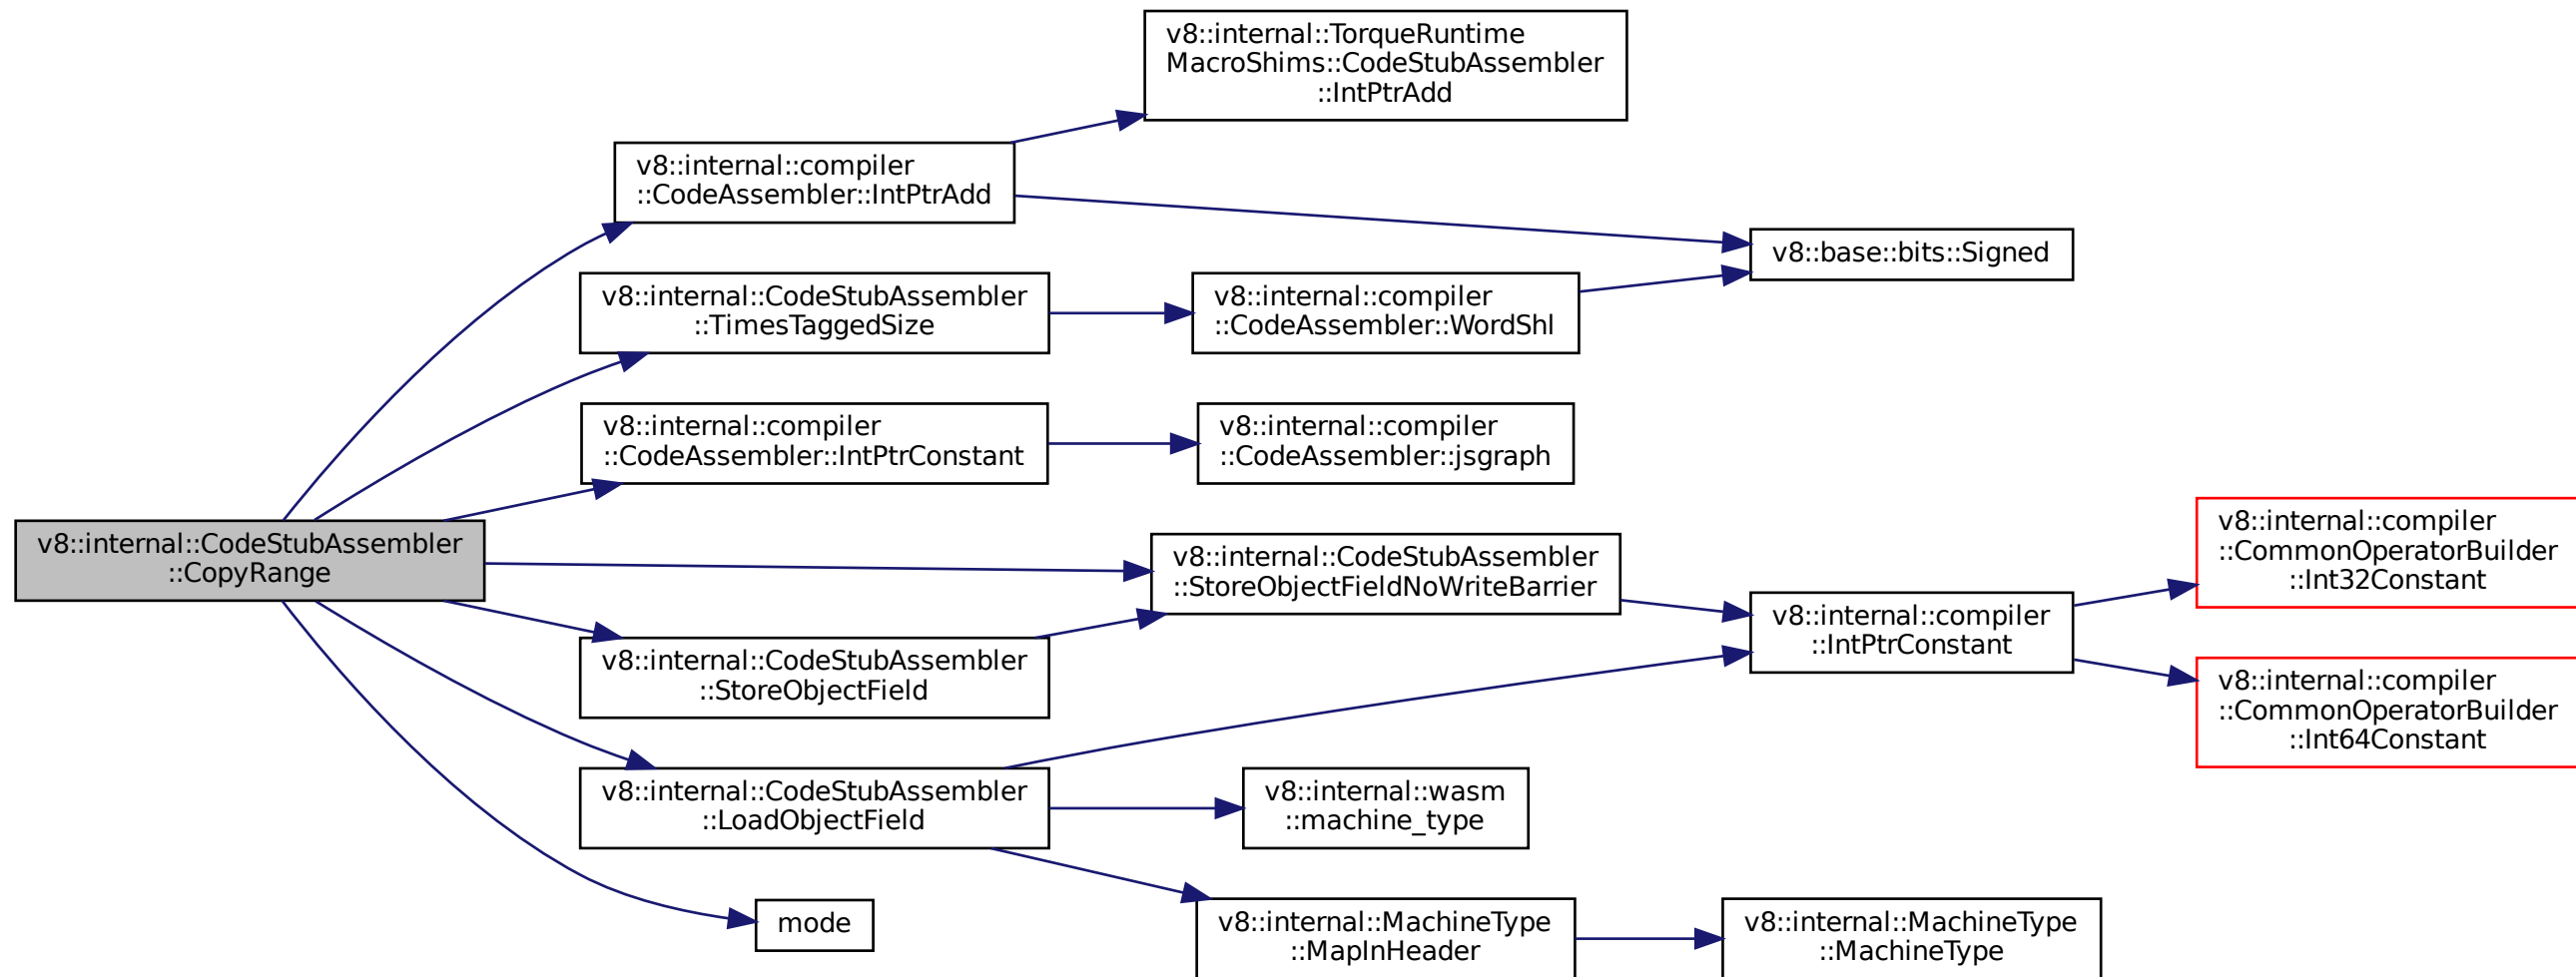 v8::internal::TorqueRuntime
MacroShims::CodeStubAssembler
::IntPtrAdd
v8::internal::compiler
::CodeAssembler::IntPtrAdd
v8::base::bits::Signed
v8::internal::CodeStubAssembler
::TimesTaggedSize
v8::internal::compiler
::CodeAssembler::WordShl
v8::internal::compiler
::CodeAssembler::IntPtrConstant
v8::internal::compiler
::CodeAssembler::jsgraph
v8::internal::CodeStubAssembler
::CopyRange
v8::internal::CodeStubAssembler
::StoreObjectFieldNoWriteBarrier
v8::internal::compiler
::CommonOperatorBuilder
::Int32Constant
v8::internal::compiler
::IntPtrConstant
v8::internal::CodeStubAssembler
::StoreObjectField
v8::internal::compiler
::CommonOperatorBuilder
::Int64Constant
v8::internal::CodeStubAssembler
::LoadObjectField
v8::internal::wasm
::machine_type
mode
v8::internal::MachineType
::MapInHeader
v8::internal::MachineType
::MachineType